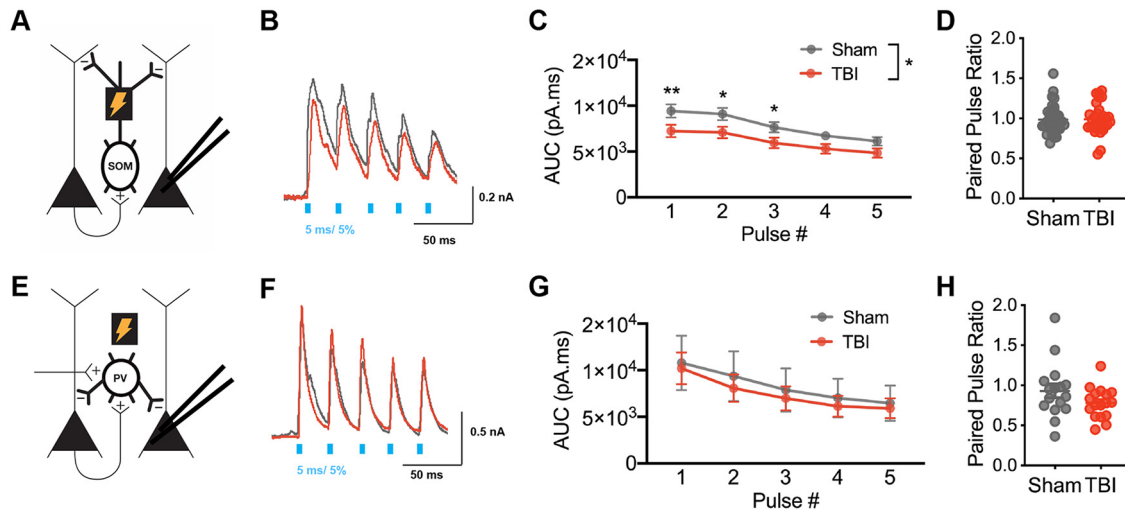 A
SOM
+
B
0.2 nA
5 ms/ 5%
50 ms
C
AUC (pA.ms)
2×10⁴
1×10⁴
5×10³
0
**
*
*
Sham
TBI
*
1 2 3 4 5
Pulse #
D
Paired Pulse Ratio
2.0
1.5
1.0
0.5
0.0
Sham TBI
E
PV
+
+
F
0.5 nA
5 ms/ 5%
50 ms
G
AUC (pA.ms)
2×10⁴
1×10⁴
5×10³
0
Sham
TBI
1 2 3 4 5
Pulse #
H
Paired Pulse Ratio
2.0
1.5
1.0
0.5
0.0
Sham TBI